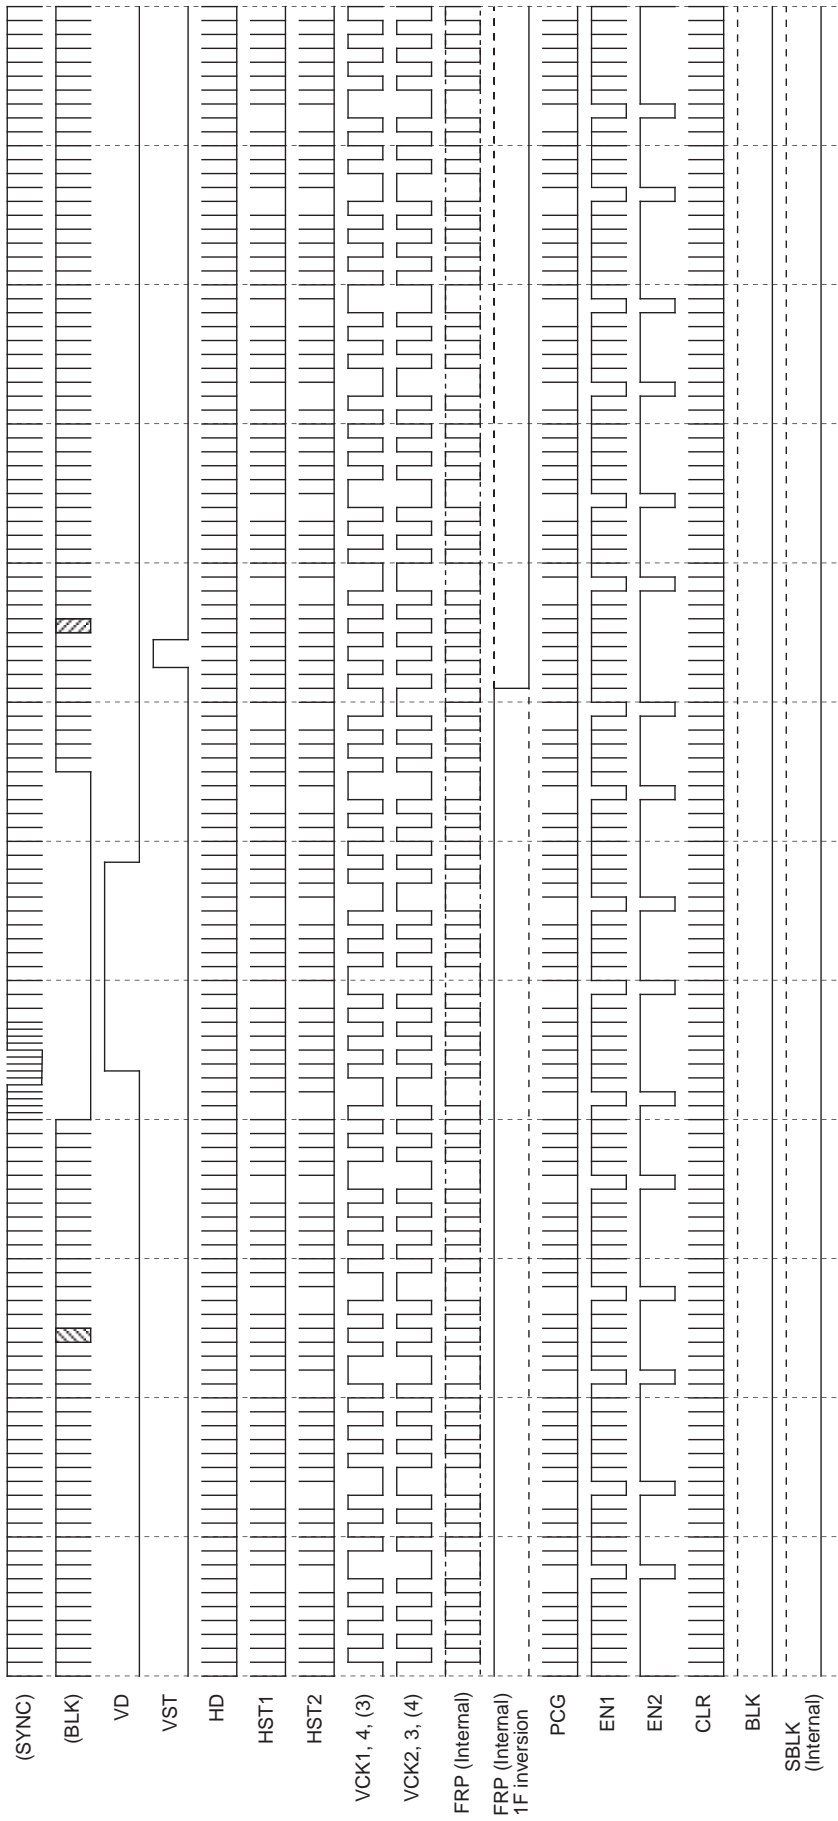 (SYNC)
(BLK)
VD
VST
HD
HST1
HST2
VCK1, 4, (3)
VCK2, 3, (4)
FRP (Internal)
FRP (Internal)
1F inversion
PCG
EN1
EN2
CLR
BLK
SBLK
(Internal)